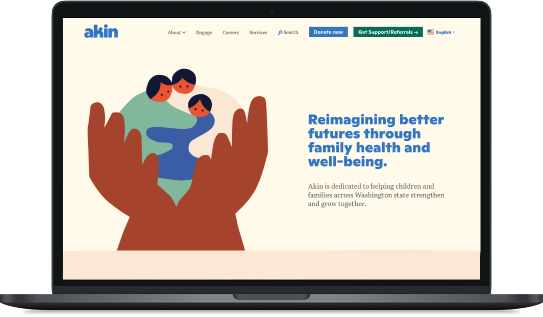 akin
About
Engage
Careers
Services
Search
Donate now
Get Support/Referrals →
English
Reimagining better
futures through
family health and
well-being.
Akin is dedicated to helping children and
families across Washington state strengthen
and grow together.